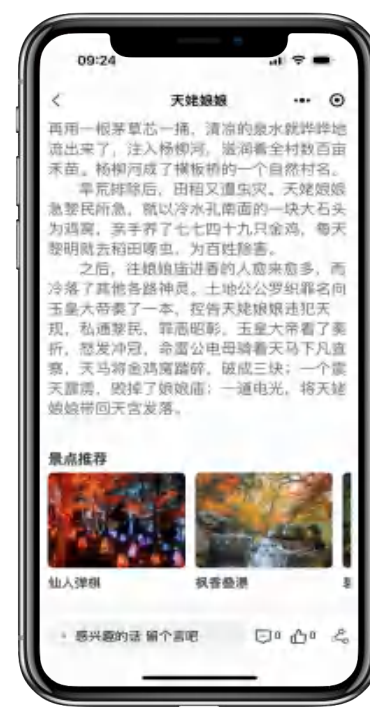 09:24
天姥娘娘
再用一根茅草芯一捅，清凉的泉水就哗哗地
流出来了，注入杨柳河，滋润着全村数百亩
禾苗。杨柳河成了横板桥的一个自然村名。
旱荒排除后，田稻又遭虫灾。天姥娘娘
急黎民所急，就以冷水孔南面的一块大石头
为鸡窝，亲手养了七七四十九只金鸡，每天
黎明就去稻田啄虫，为百姓除害。
之后，往娘娘庙进香的人愈来愈多，而
冷落了其他各路神灵。土地公公罗织罪名向
玉皇大帝奏了一本，控告天姥娘娘违犯天
规，私通黎民，罪恶昭彰，玉皇大帝看了奏
折，怒发冲冠，命雷公电母骑着天马下凡查
察，天马将金鸡窝踏碎，破成三块；一个震
天霹雳，毁掉了娘娘庙；一道电光，将天姥
娘娘带回天宫发落。
景点推荐
仙人弹棋
枫香叠瀑
感兴趣的话 留个言吧
0
0